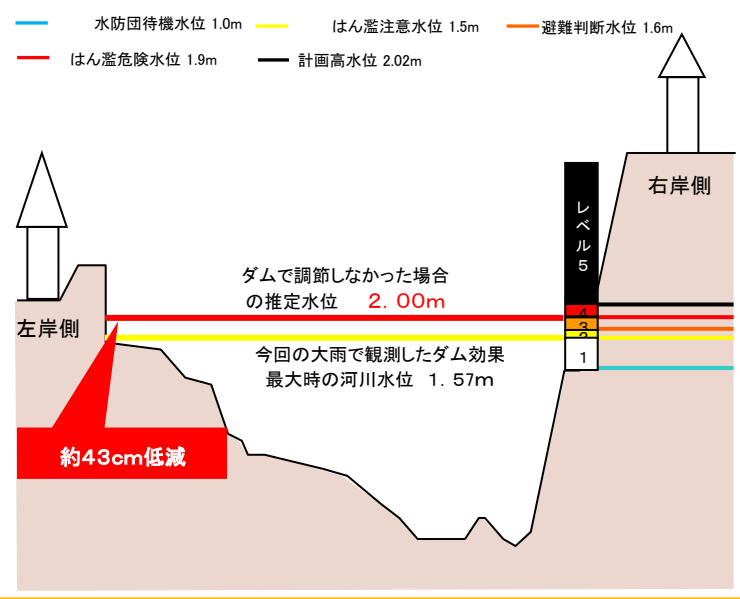 水防団待機水位 1.0m
はん濫注意水位 1.5m
避難判断水位 1.6m
はん濫危険水位 1.9m
計画高水位 2.02m
右岸側
レベル5
ダムで調節しなかった場合
の推定水位 2.00m
4
3
2
1
左岸側
今回の大雨で観測したダム効果
最大時の河川水位 1.57m
約43cm低減